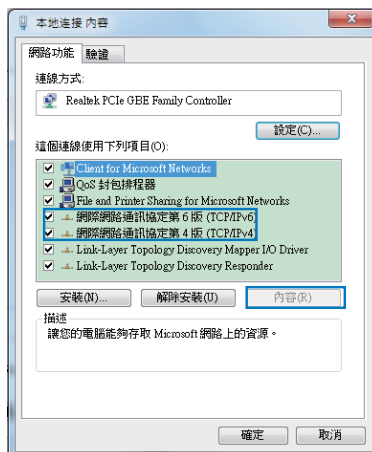 本地连接 內容
網路功能 驗證
連線方式:
Realtek PCIe GBE Family Controller
設定(C)...
這個連線使用下列項目(O):
Client for Microsoft Networks
QoS 封包排程器
File and Printer Sharing for Microsoft Networks
網際網路通訊協定第 6 版 (TCP/IPv6)
網際網路通訊協定第 4 版 (TCP/IPv4)
Link-Layer Topology Discovery Mapper I/O Driver
Link-Layer Topology Discovery Responder
安裝(N)... 解除安裝(U) 內容(R)
描述
讓您的電腦能夠存取 Microsoft 網路上的資源。
確定 取消